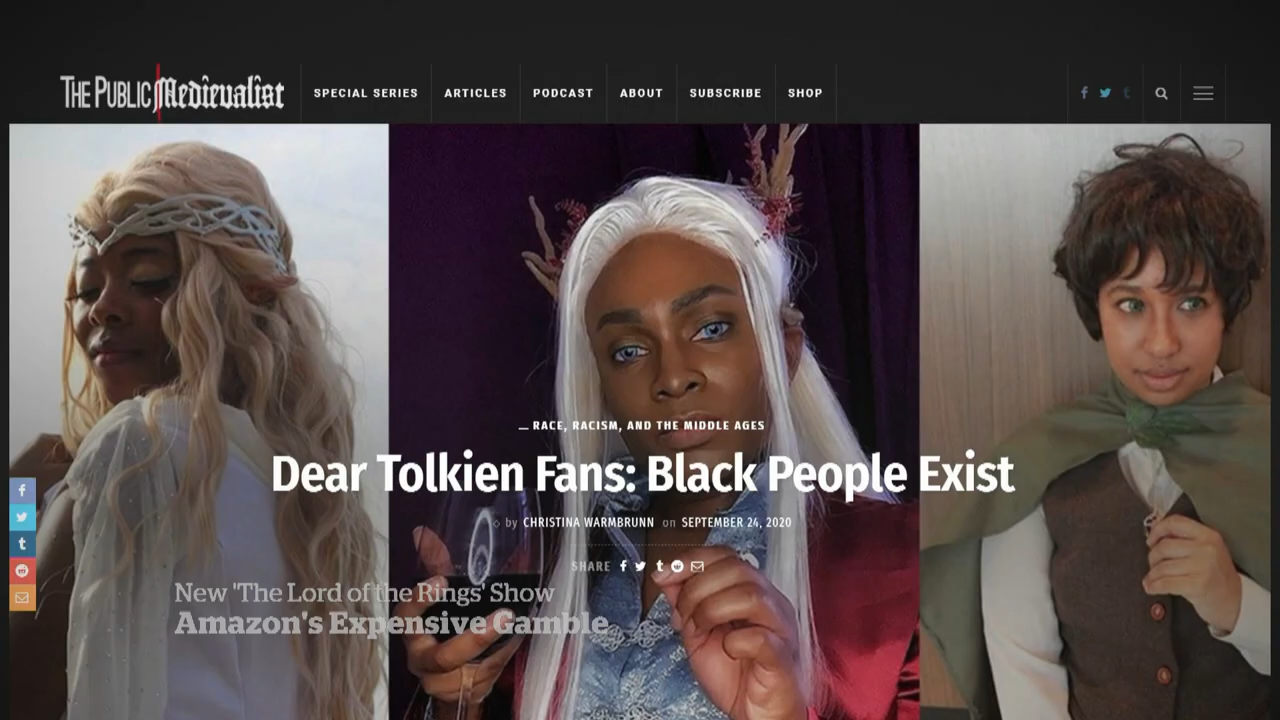 THE PUBLIC Medievalist
SPECIAL SERIES
ARTICLES
PODCAST
ABOUT
SUBSCRIBE
SHOP
— RACE, RACISM, AND THE MIDDLE AGES
Dear Tolkien Fans: Black People Exist
by CHRISTINA WARMBRUNN on SEPTEMBER 24, 2020
SHARE
New 'The Lord of the Rings' Show
Amazon's Expensive Gamble